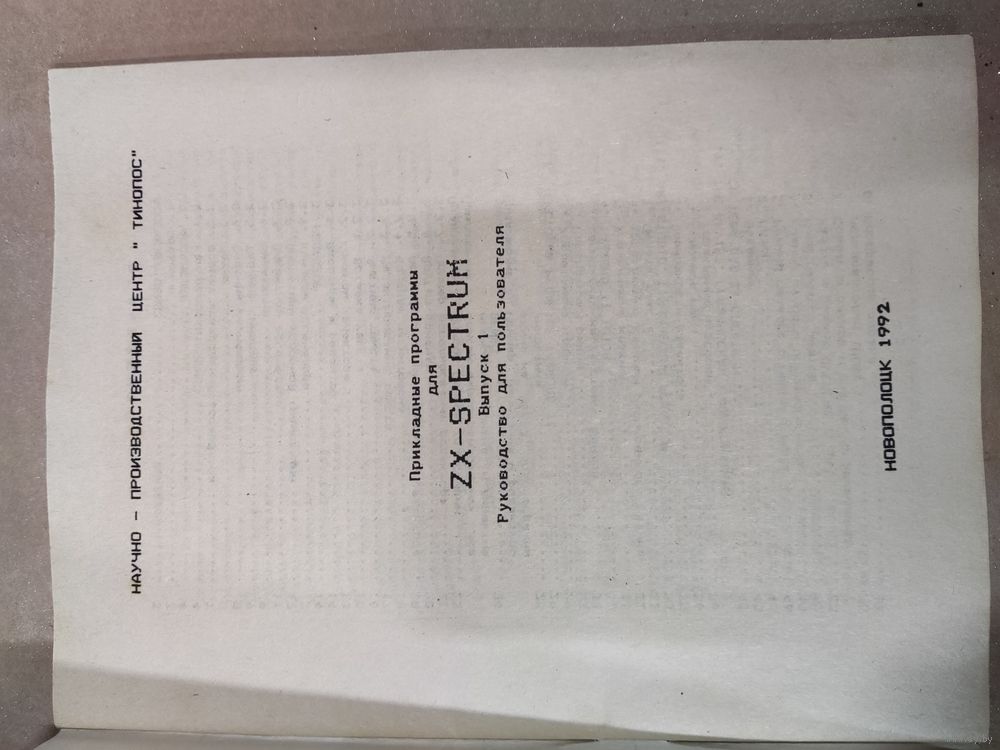 НАУЧНО – ПРОИЗВОДСТВЕННЫЙ ЦЕНТР " ТИНОПОС"
Прикладные программы
для
ZX–SPECTRUM
Выпуск 1
Руководство для пользователя
НОВОПОЛОЦК 1992